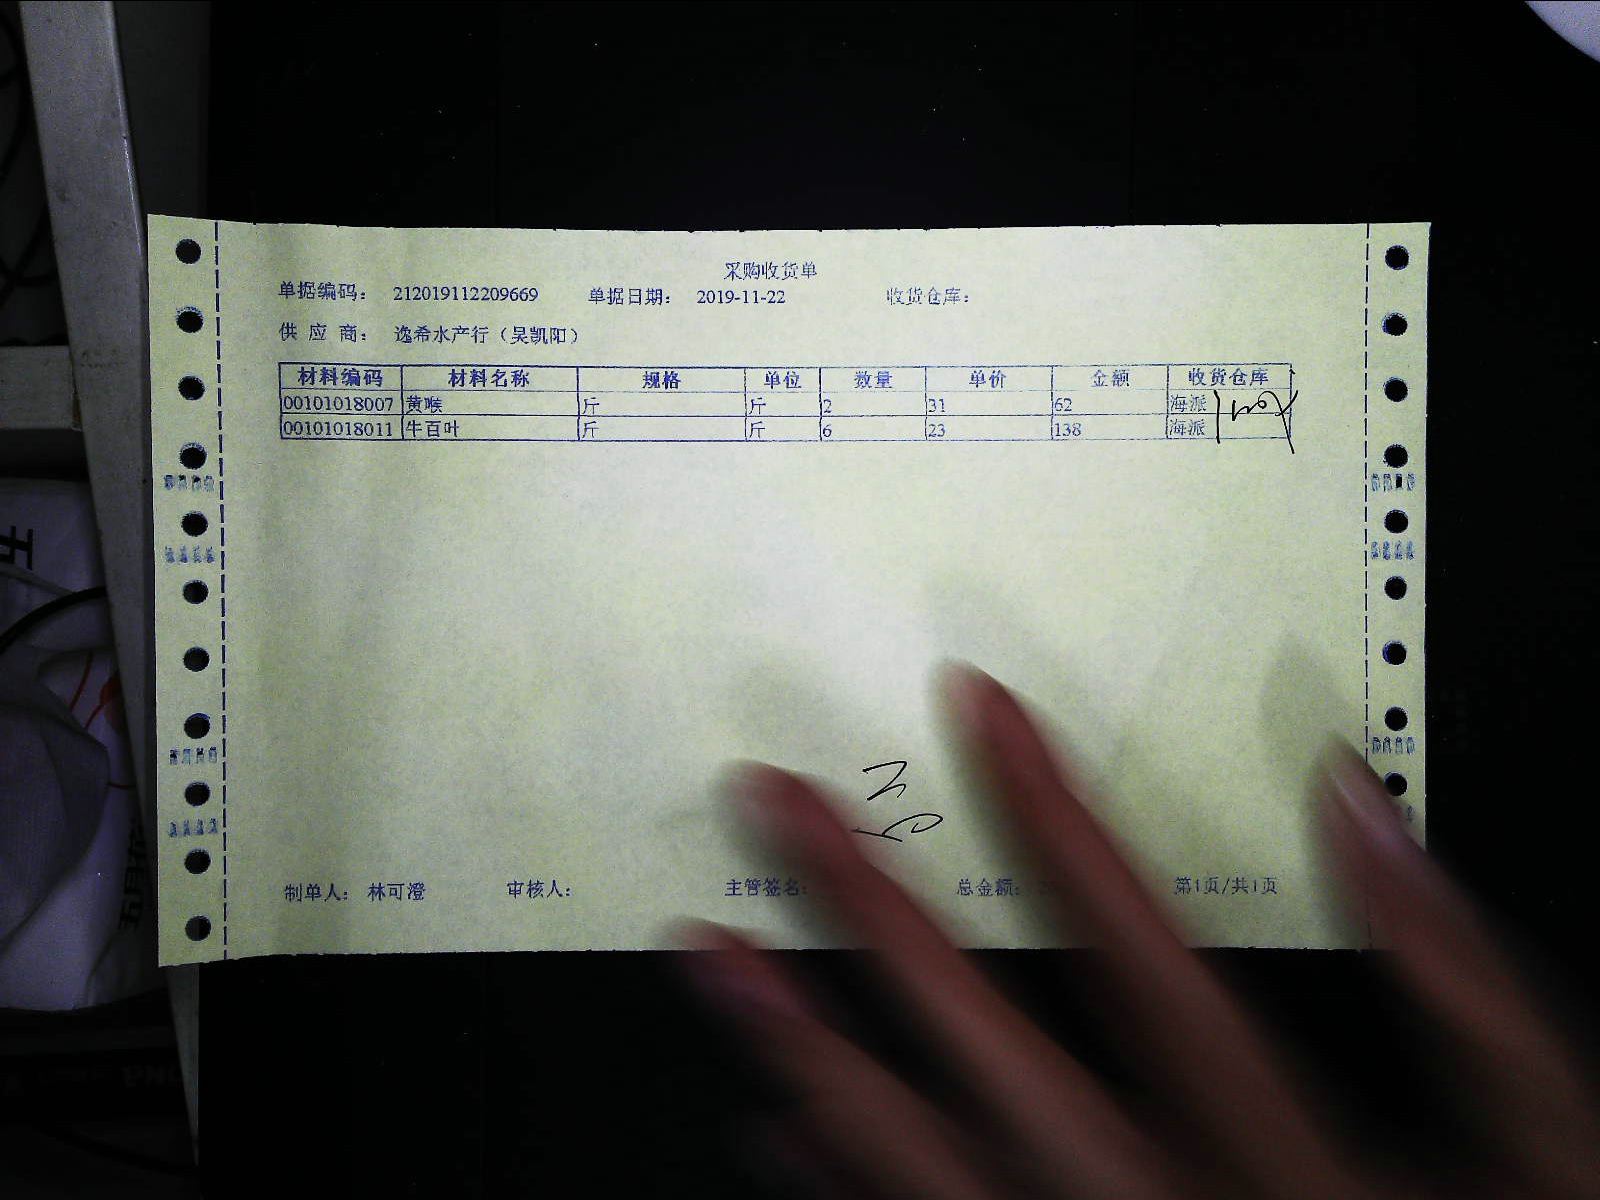 采购收货单
单据编码: 212019112209669 单据日期: 2019-11-22 收货仓库:
供 应 商: 逸希水产行（吴凯阳）
材料编码 材料名称 规格 单位 数量 单价 金额 收货仓库
00101018007 黄喉 斤 斤 2 31 62 海派
00101018011 牛百叶 斤 斤 6 23 138 海派
制单人: 林可澄 审核人: 主管签名: 总金额: 第1页/共1页
五